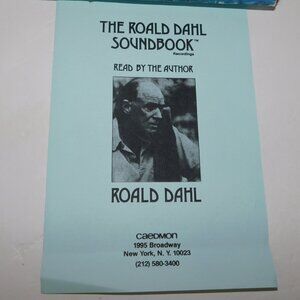 THE ROALD DAHL
SOUNDBOOK™
Recordings
READ BY THE AUTHOR
ROALD DAHL
CAEDMON
1995 Broadway
New York, N. Y. 10023
(212) 580-3400